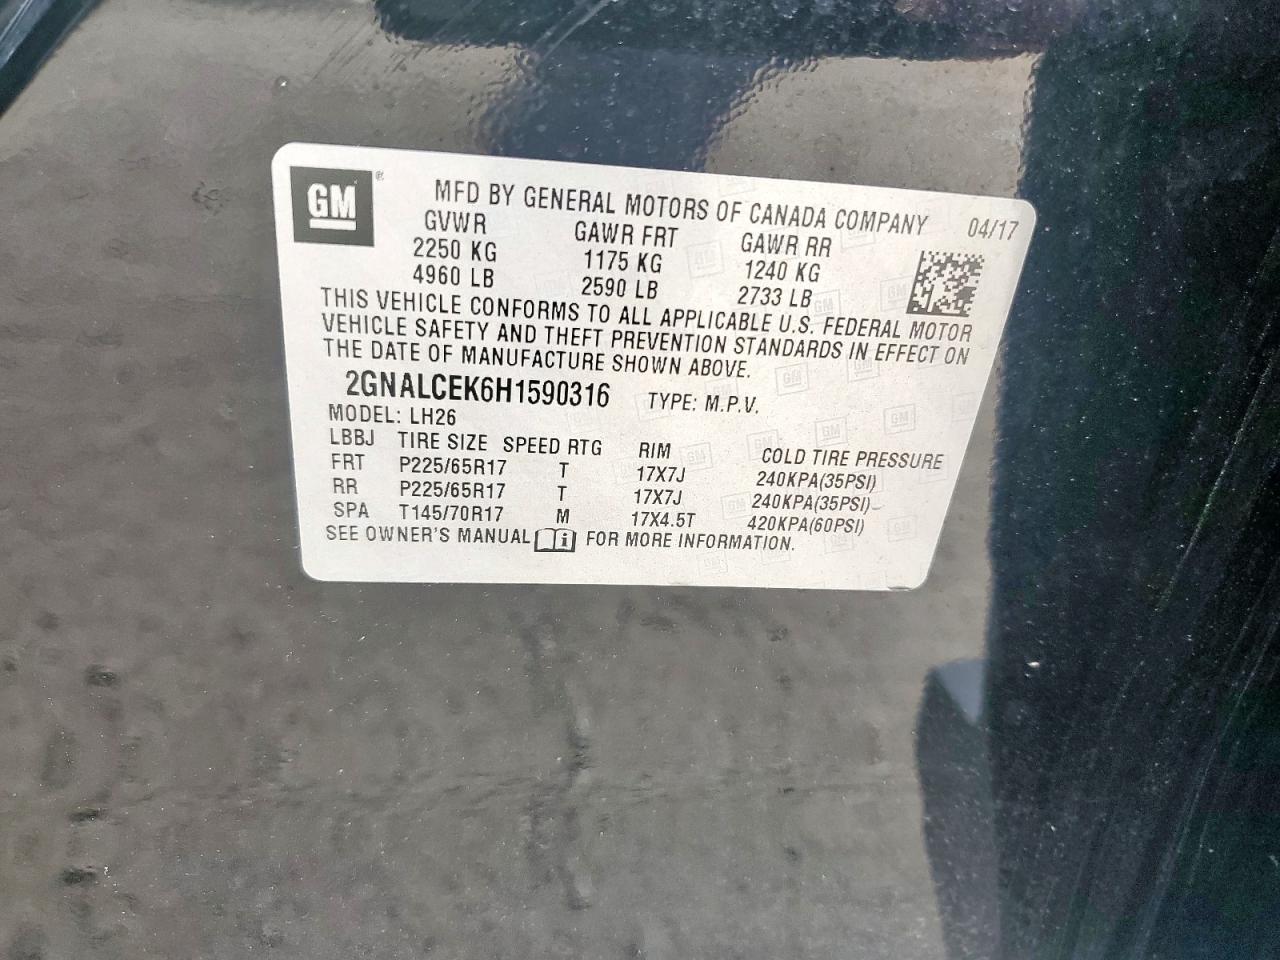 GM ®
MFD BY GENERAL MOTORS OF CANADA COMPANY 04/17
GVWR GAWR FRT GAWR RR
2250 KG 1175 KG 1240 KG
4960 LB 2590 LB 2733 LB
THIS VEHICLE CONFORMS TO ALL APPLICABLE U.S. FEDERAL MOTOR
VEHICLE SAFETY AND THEFT PREVENTION STANDARDS IN EFFECT ON
THE DATE OF MANUFACTURE SHOWN ABOVE.
2GNALCEK6H1590316 TYPE: M.P.V.
MODEL: LH26
LBBJ TIRE SIZE SPEED RTG RIM COLD TIRE PRESSURE
FRT P225/65R17 T 17X7J 240KPA(35PSI)
RR P225/65R17 T 17X7J 240KPA(35PSI)
SPA T145/70R17 M 17X4.5T 420KPA(60PSI)
SEE OWNER'S MANUAL i FOR MORE INFORMATION.